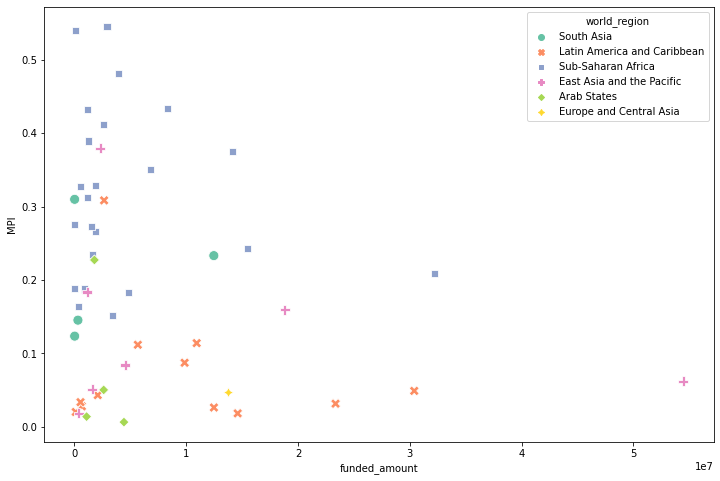 world_region
South Asia
Latin America and Caribbean
Sub-Saharan Africa
East Asia and the Pacific
Arab States
Europe and Central Asia
MPI
0.5
0.4
0.3
0.2
0.1
0.0
0 1 2 3 4 5
1e7
funded_amount